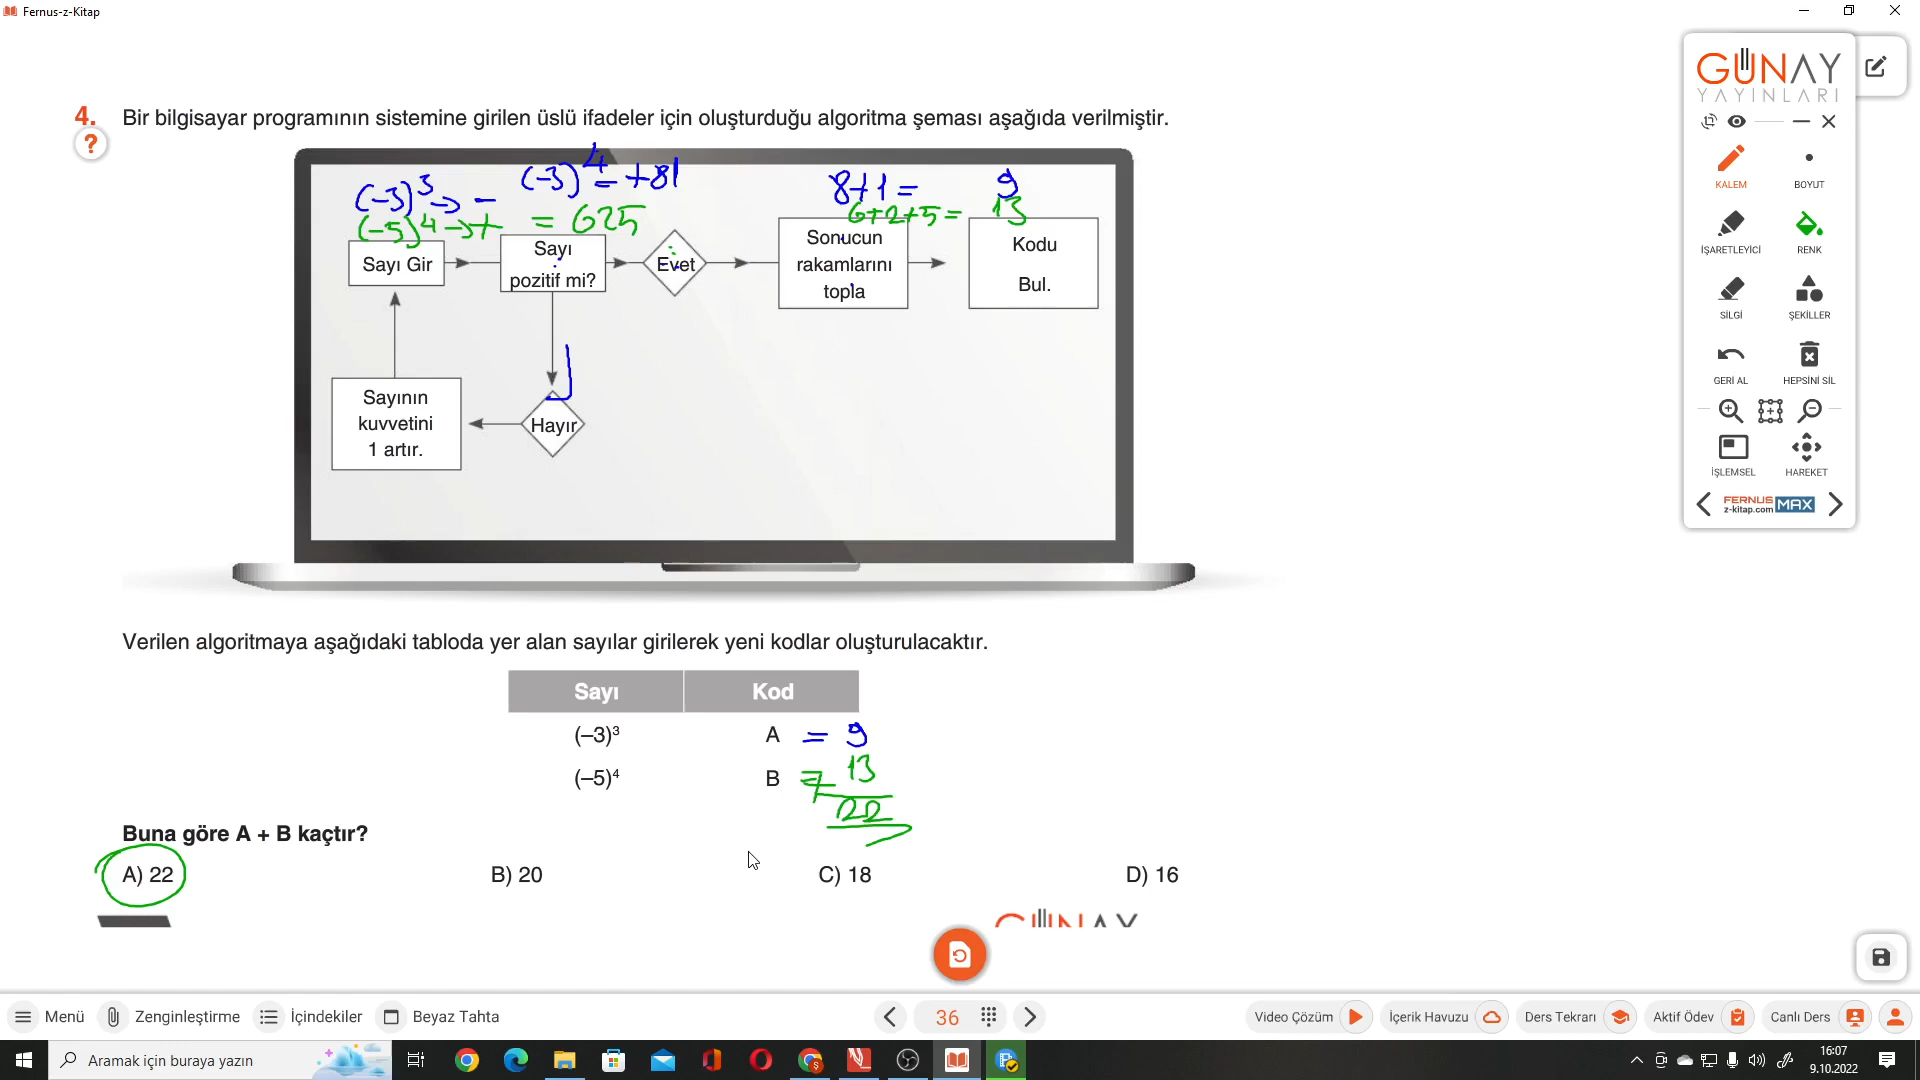 Fernus-z-Kitap
GÜNAY
YAYINLARI
KALEM
BOYUT
İŞARETLEYİCİ
RENK
SİLGİ
ŞEKİLLER
GERİ AL
HEPSİNİ SİL
İŞLEMSEL
HAREKET
FERNUS
z-kitap.com MAX
4. Bir bilgisayar programının sistemine girilen üslü ifadeler için oluşturduğu algoritma şeması aşağıda verilmiştir.
?
(-3)³ → -
(-3)⁴ = +81
8+1 = 9
(-5)⁴ → + = 625
6+2+5 = 13
Sayı Gir
Sayı
pozitif mi?
Evet
Sonucun
rakamlarını
topla
Kodu
Bul.
Sayının
kuvvetini
1 artır.
Hayır
Verilen algoritmaya aşağıdaki tabloda yer alan sayılar girilerek yeni kodlar oluşturulacaktır.
Sayı Kod
(–3)³ A = 9
(–5)⁴ B = 13
+
22
Buna göre A + B kaçtır?
A) 22 B) 20 C) 18 D) 16
GÜNAY
Menü Zenginleştirme İçindekiler Beyaz Tahta 36 Video Çözüm İçerik Havuzu Ders Tekrarı Aktif Ödev Canlı Ders
Aramak için buraya yazın
16:07
9.10.2022